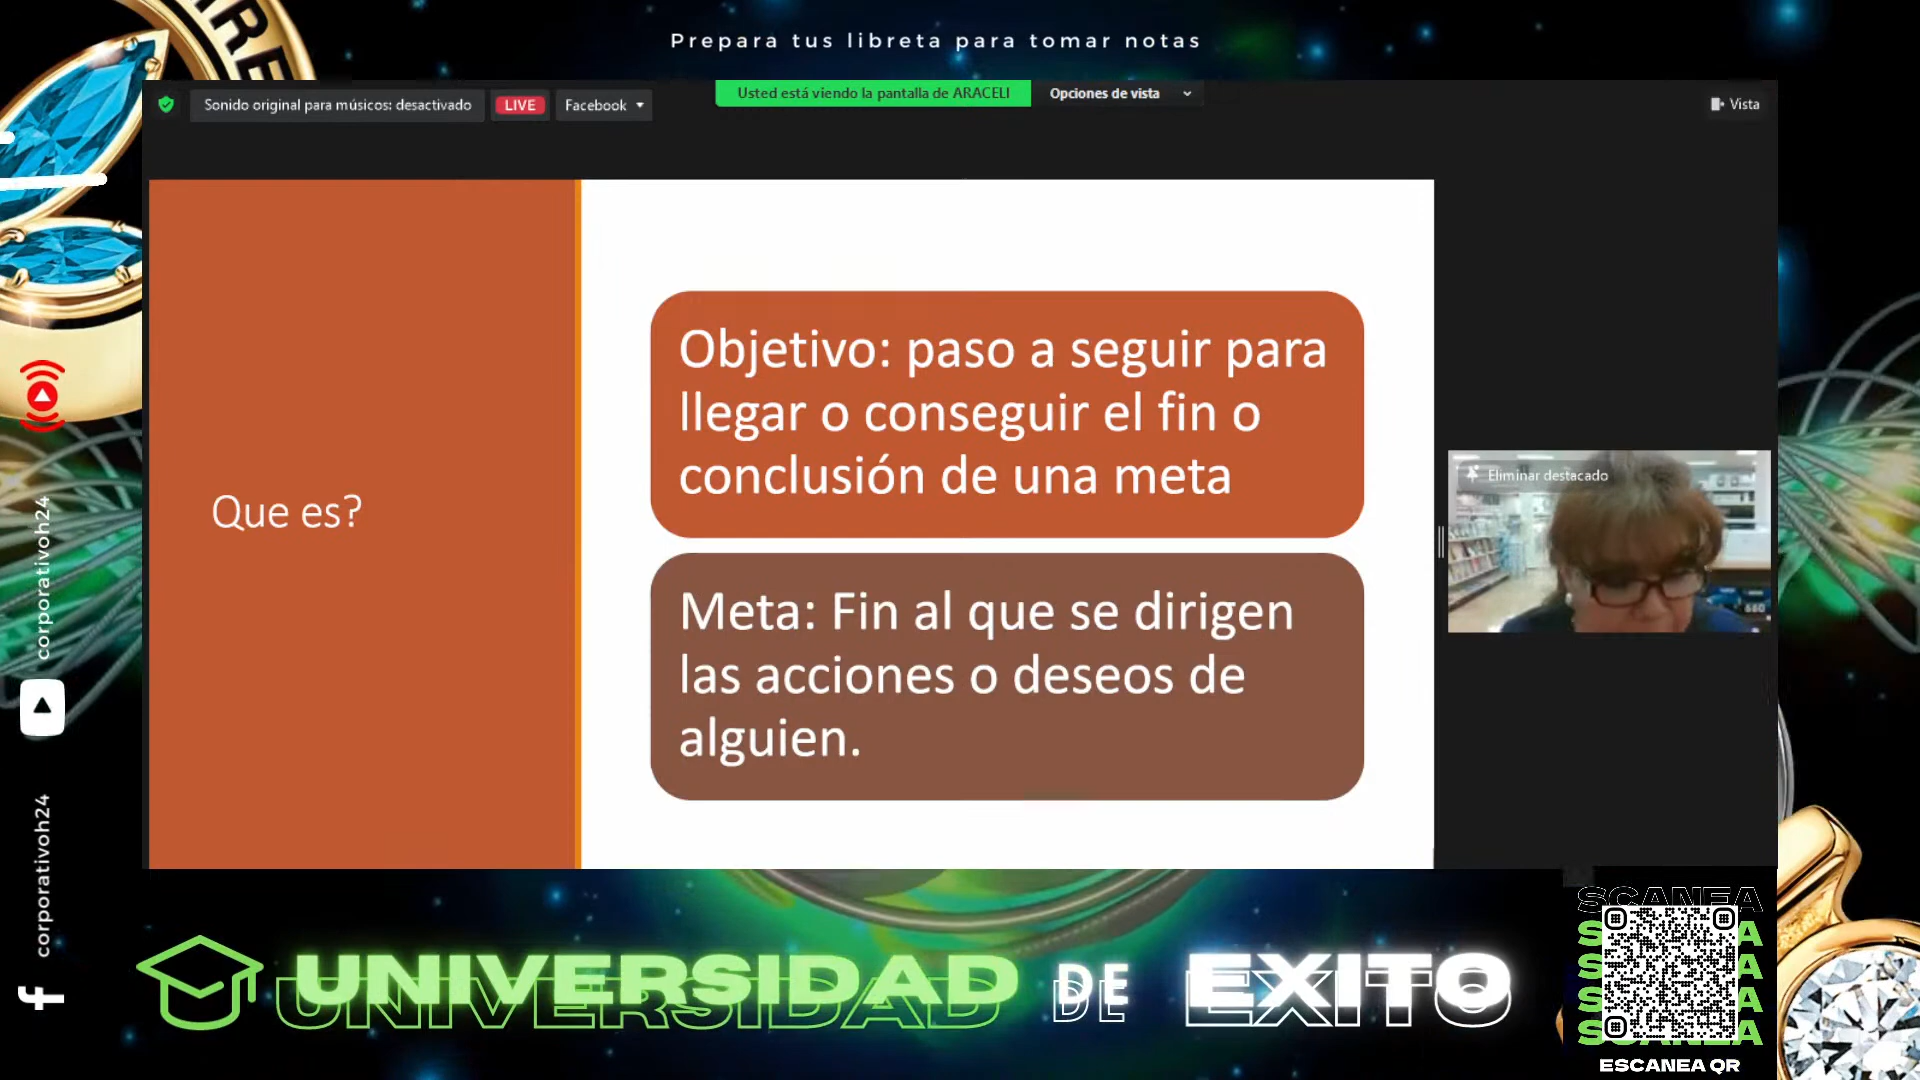 Prepara tus libreta para tomar notas
Sonido original para músicos: desactivado
LIVE
Facebook
Usted está viendo la pantalla de ARACELI
Opciones de vista
Vista
Que es?
Objetivo: paso a seguir para
llegar o conseguir el fin o
conclusión de una meta
Meta: Fin al que se dirigen
las acciones o deseos de
alguien.
Eliminar destacado
660
corporativoh24
corporativoh24
UNIVERSIDAD DE EXITO
SCANEA
ESCANEA QR